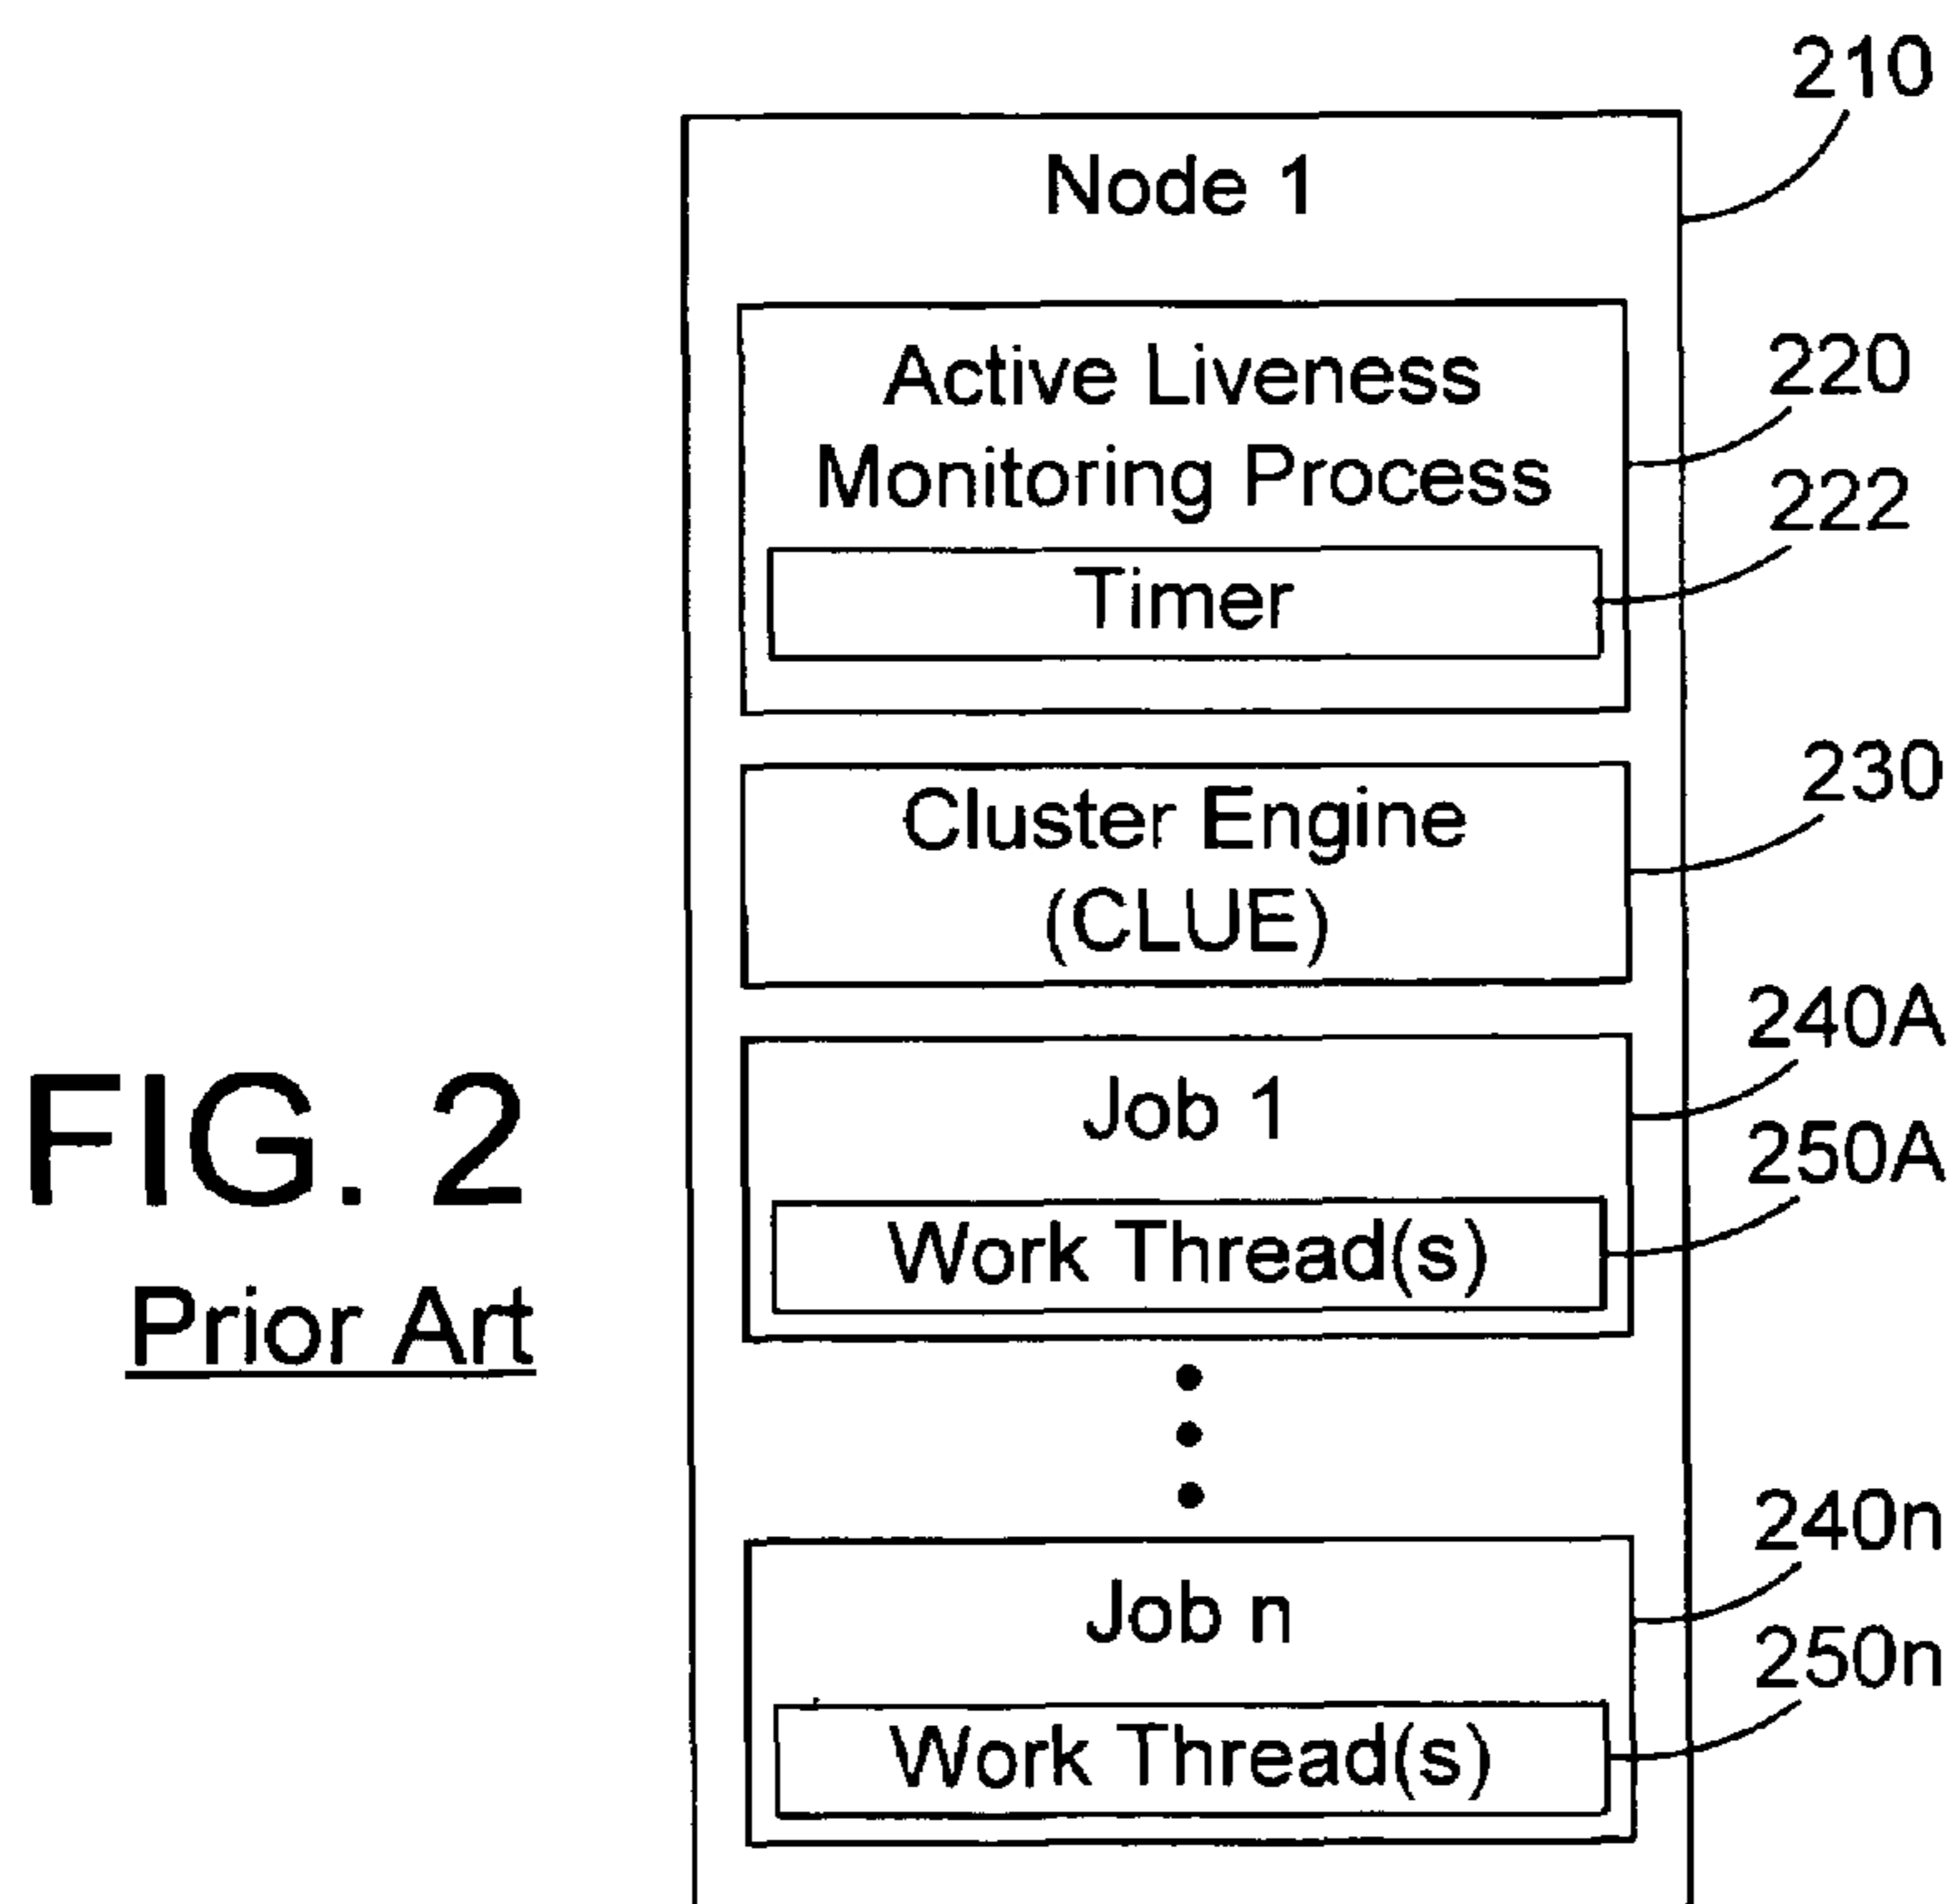 210
Node 1
Active Liveness
Monitoring Process
220
222
Timer
230
Cluster Engine
(CLUE)
240A
Job 1
250A
Work Thread(s)
FIG. 2
Prior Art
240n
Job n
250n
Work Thread(s)